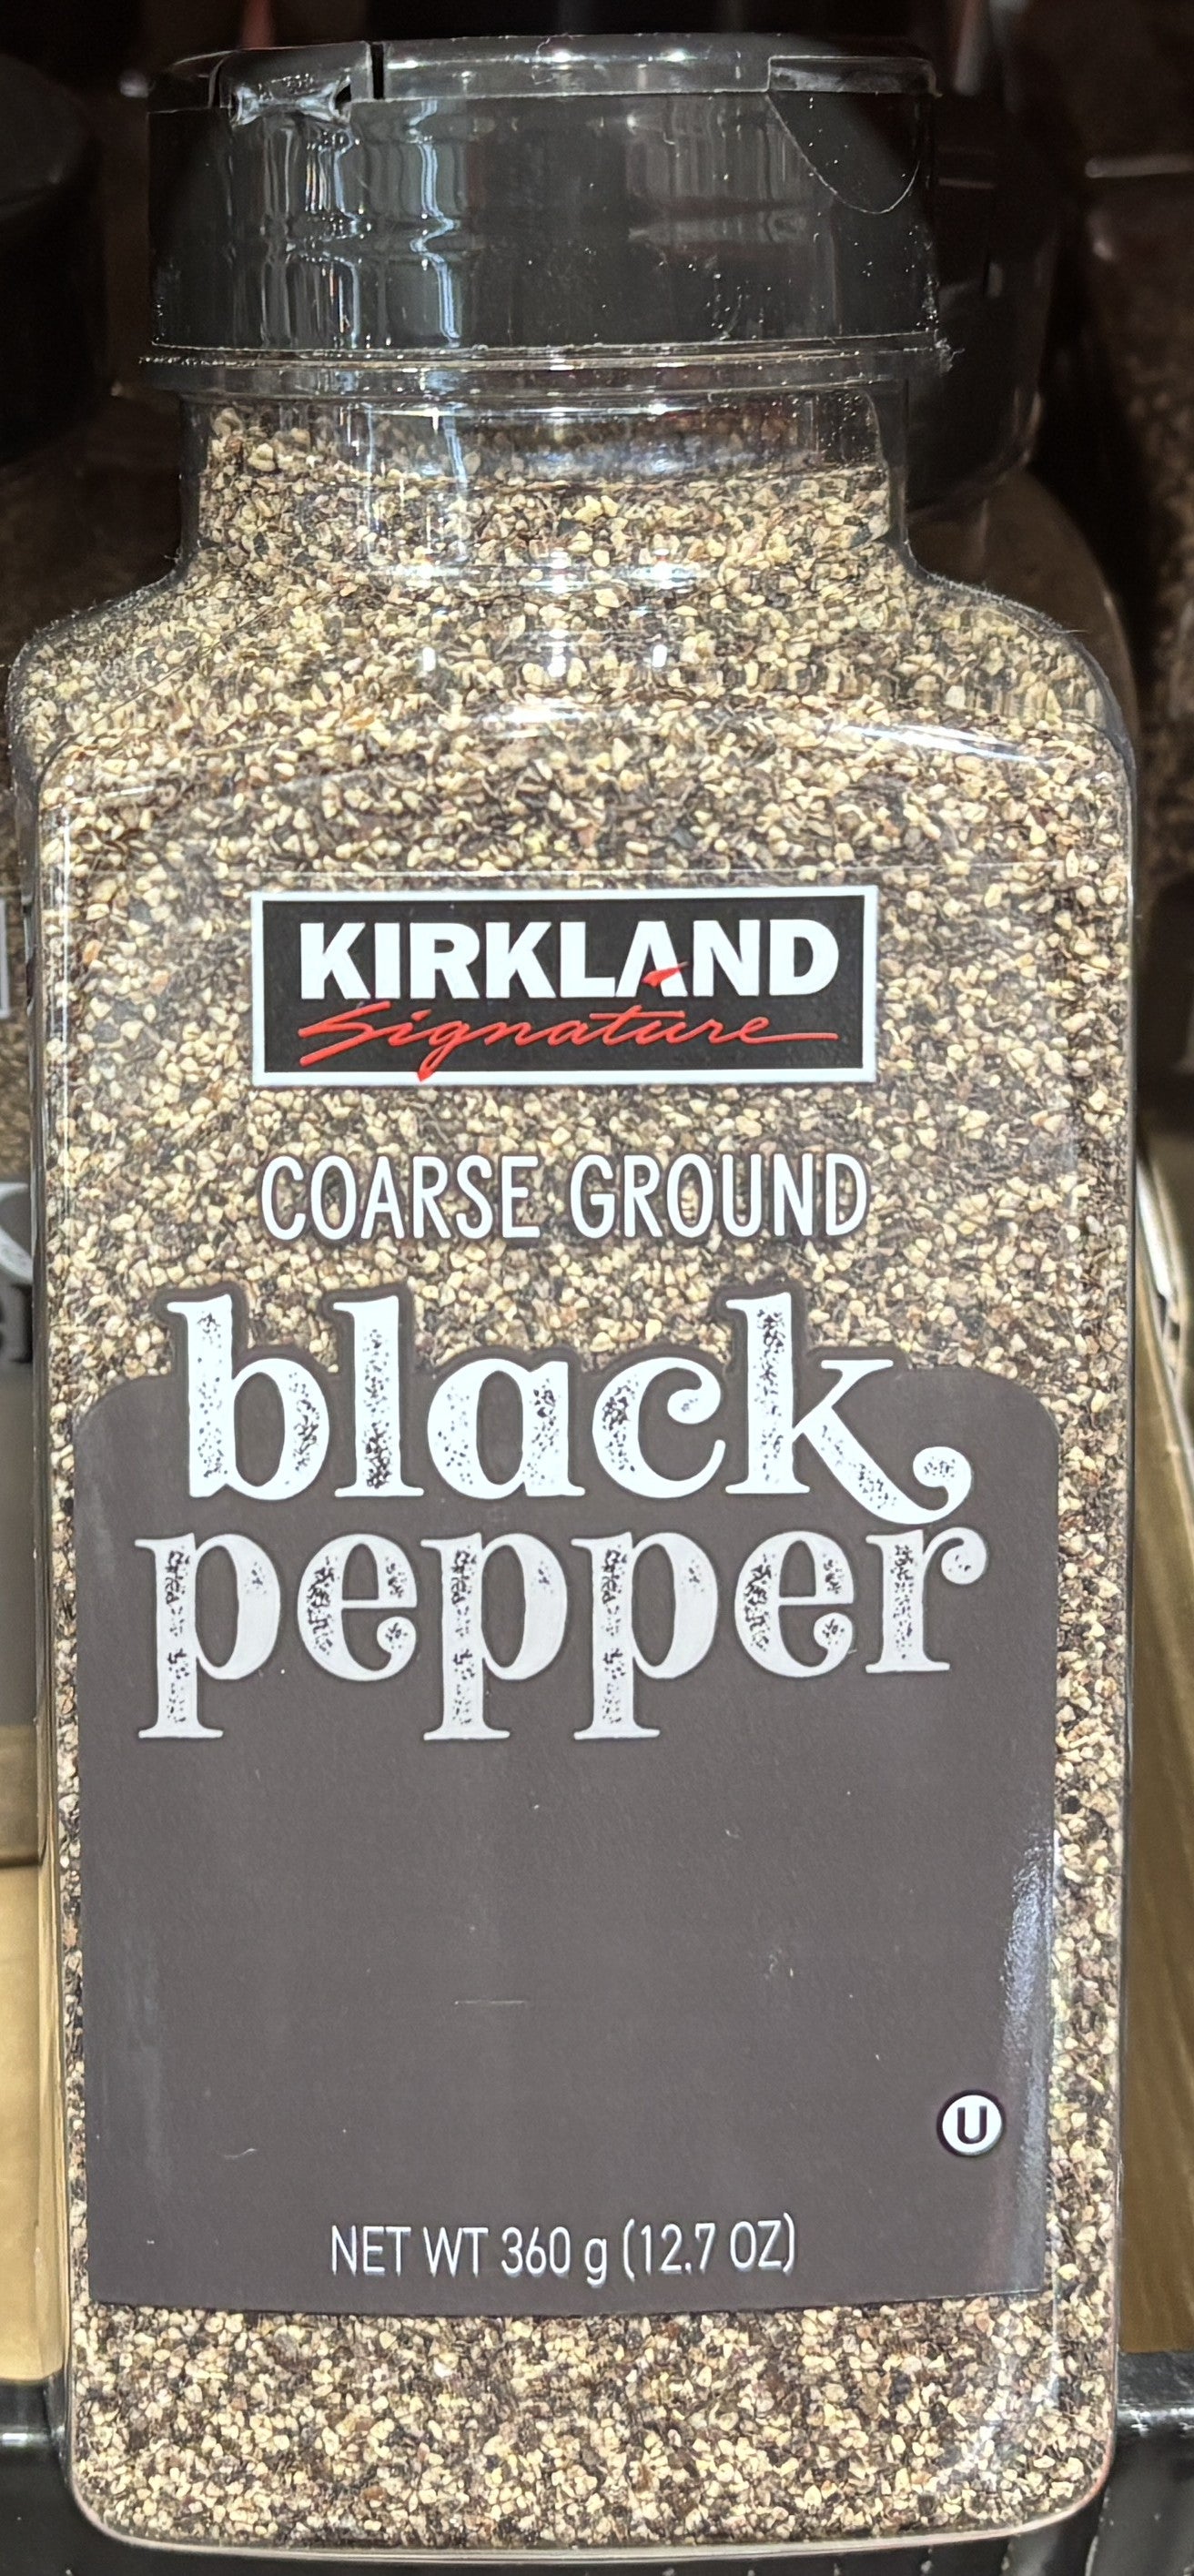 KIRKLAND
Signature
COARSE GROUND
black
pepper
U
NET WT 360 g (12.7 OZ)